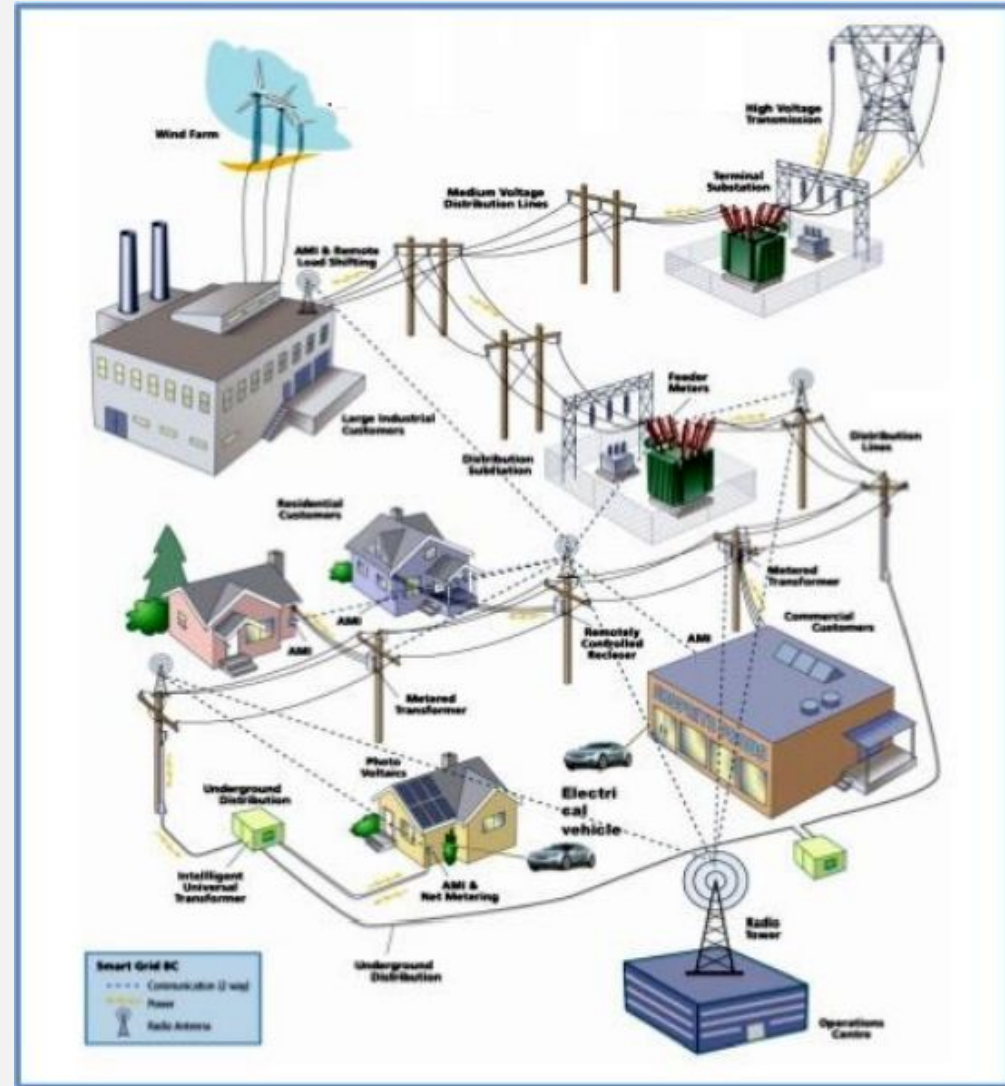 High Voltage
Transmission
Wind Farm
Terminal
Substation
Medium Voltage
Distribution Lines
AMI & Remote
Load Shifting
Feeder
Meters
Large Industrial
Customers
Distribution
Lines
Distribution
Substation
Residential
Customers
Metered
Transformer
Commercial
Customers
AMI
AMI
Remotely
Controlled
Recloser
AMI
Metered
Transformer
Photo
Voltaics
Underground
Distribution
Electri
cal
vehicle
Intelligent
Universal
Transformer
AMI &
Net Metering
Radio
Tower
Underground
Distribution
Operations
Centre
Smart Grid BC
Communication (2 way)
Power
Radio Antenna